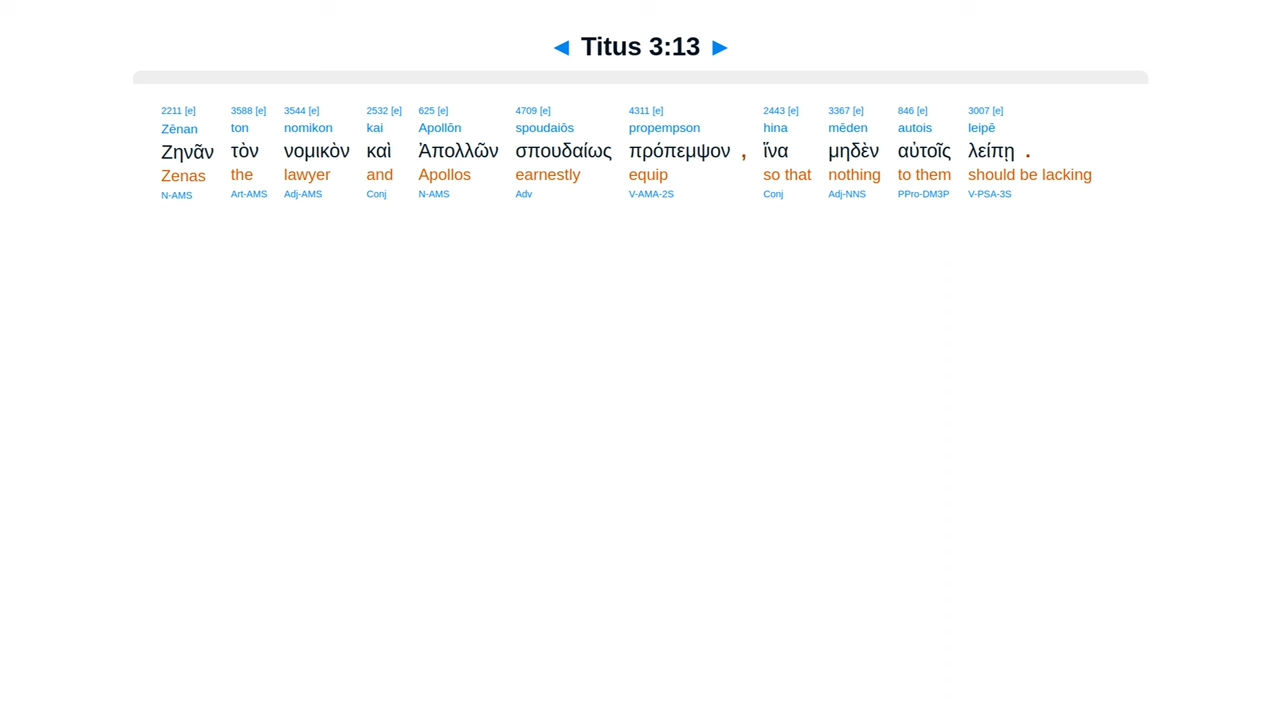 ◄ Titus 3:13 ►
2211 [e] 3588 [e] 3544 [e] 2532 [e] 625 [e] 4709 [e] 4311 [e] 2443 [e] 3367 [e] 846 [e] 3007 [e]
Zēnan ton nomikon kai Apollōn spoudaiōs propempson hina mēden autois leipē
Ζηνᾶν τὸν νομικὸν καὶ Ἀπολλῶν σπουδαίως πρόπεμψον , ἵνα μηδὲν αὐτοῖς λείπῃ .
Zenas the lawyer and Apollos earnestly equip so that nothing to them should be lacking
N-AMS Art-AMS Adj-AMS Conj N-AMS Adv V-AMA-2S Conj Adj-NNS PPro-DM3P V-PSA-3S